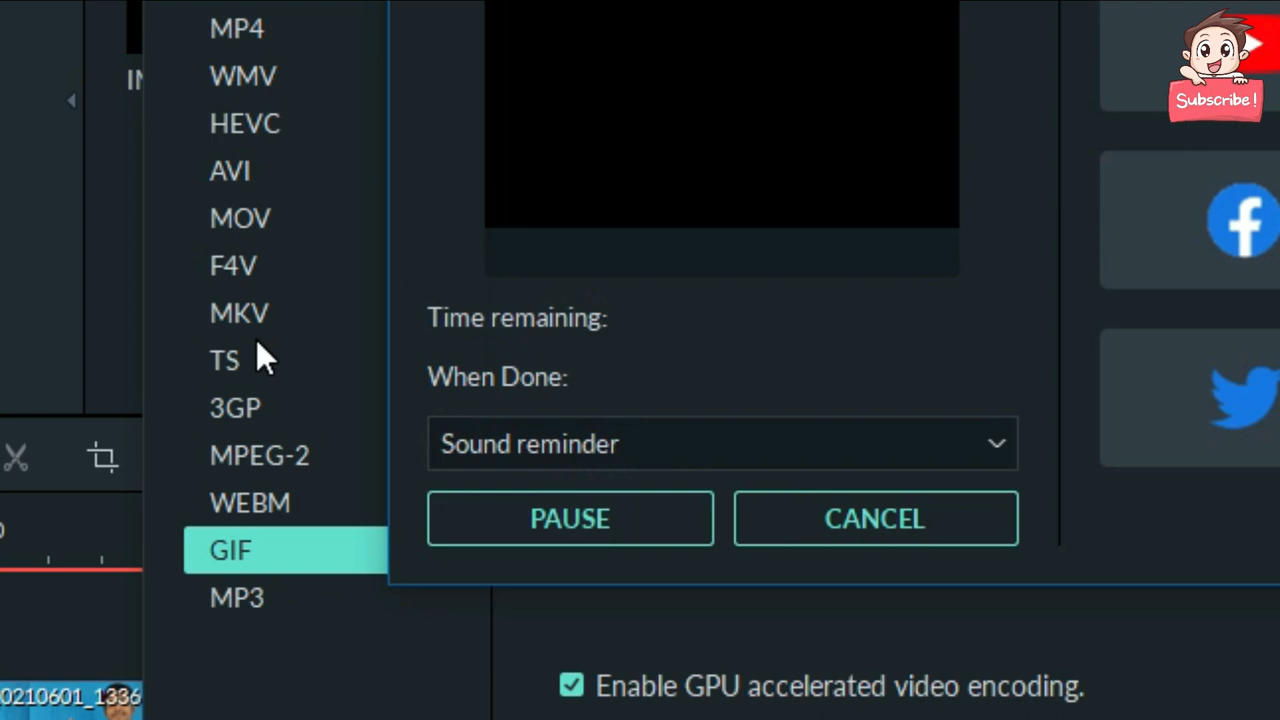 MP4
WMV
HEVC
AVI
MOV
F4V
MKV
TS
3GP
MPEG-2
WEBM
GIF
MP3
Time remaining:
When Done:
Sound reminder
PAUSE
CANCEL
Enable GPU accelerated video encoding.
Subscribe!
0210601_1336